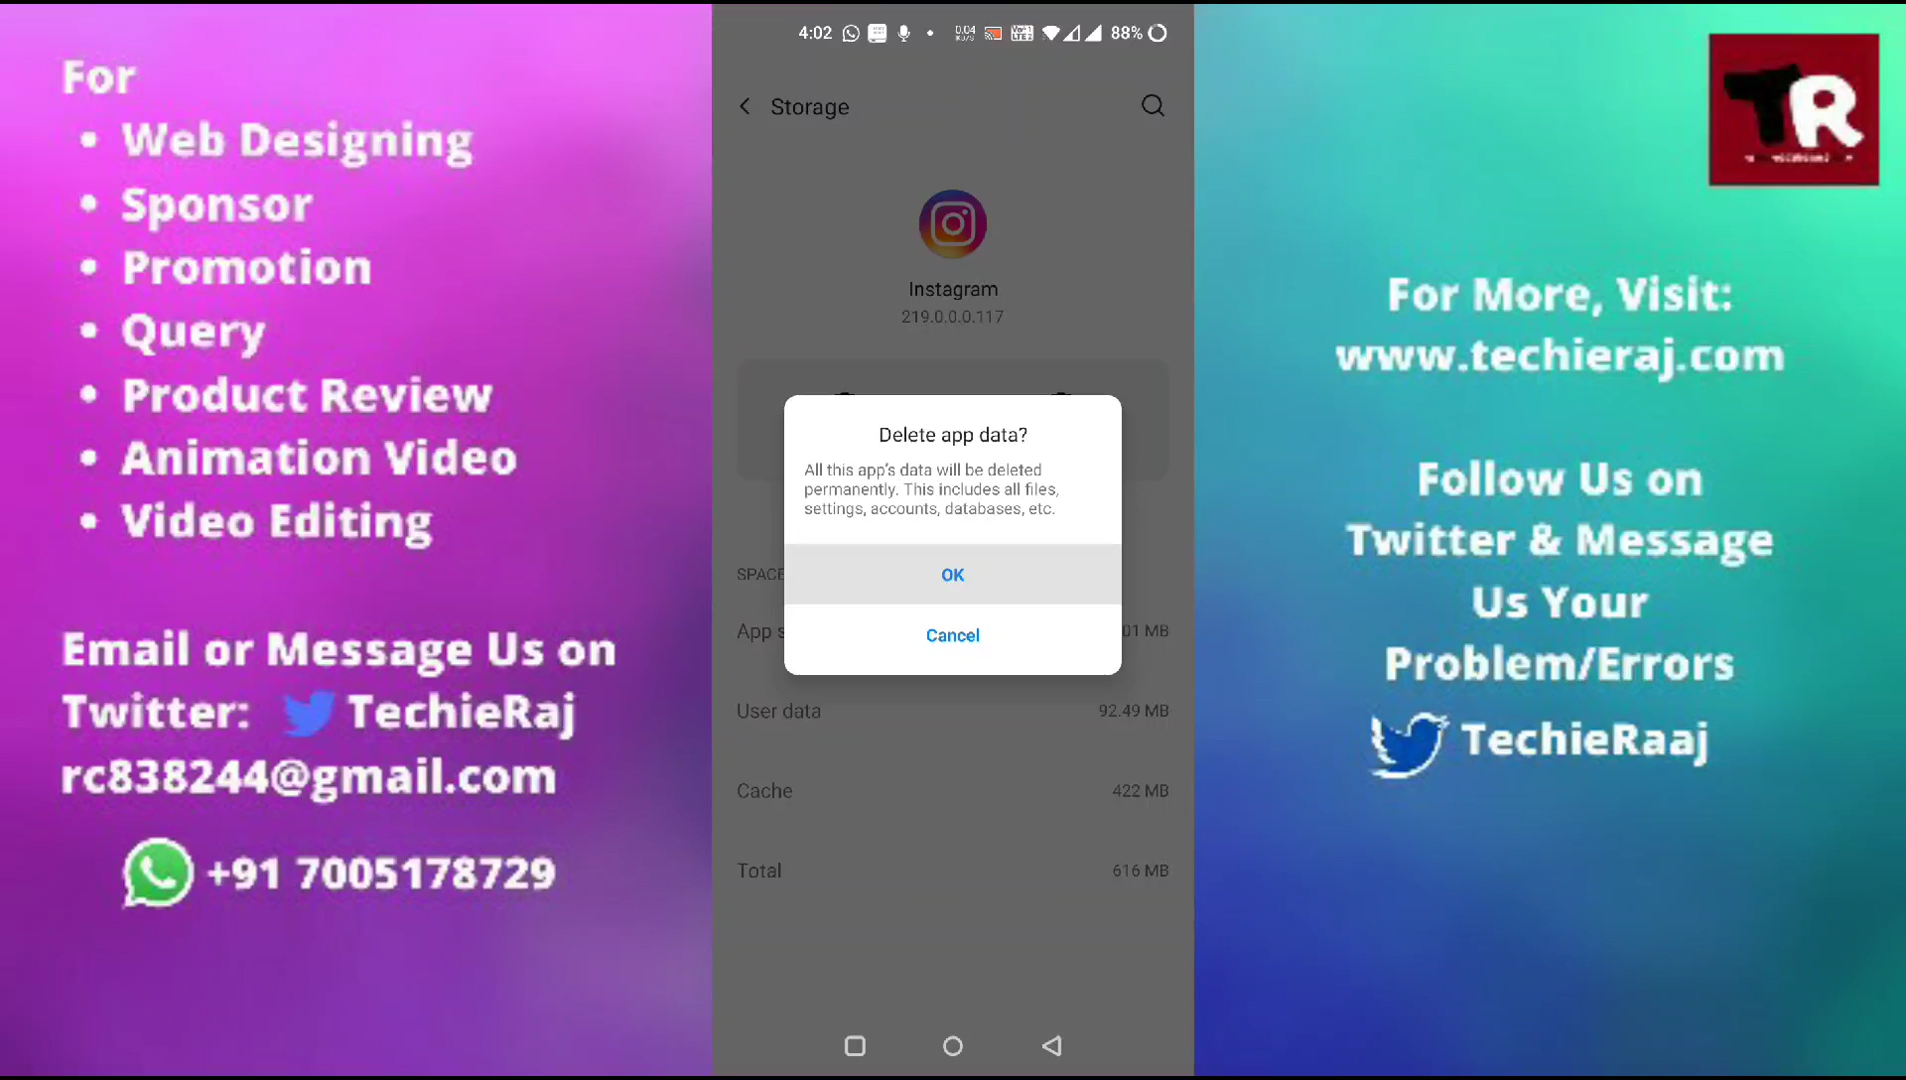 For
• Web Designing
• Sponsor
• Promotion
• Query
• Product Review
• Animation Video
• Video Editing
Email or Message Us on
Twitter: TechieRaj
rc838244@gmail.com
+91 7005178729
4:02 0.04 KB/S 88%
Storage
Instagram
219.0.0.0.117
Delete app data?
All this app's data will be deleted
permanently. This includes all files,
settings, accounts, databases, etc.
SPACE
OK
App s 01 MB
Cancel
User data 92.49 MB
Cache 422 MB
Total 616 MB
TR
For More, Visit:
www.techieraj.com
Follow Us on
Twitter & Message
Us Your
Problem/Errors
TechieRaaj